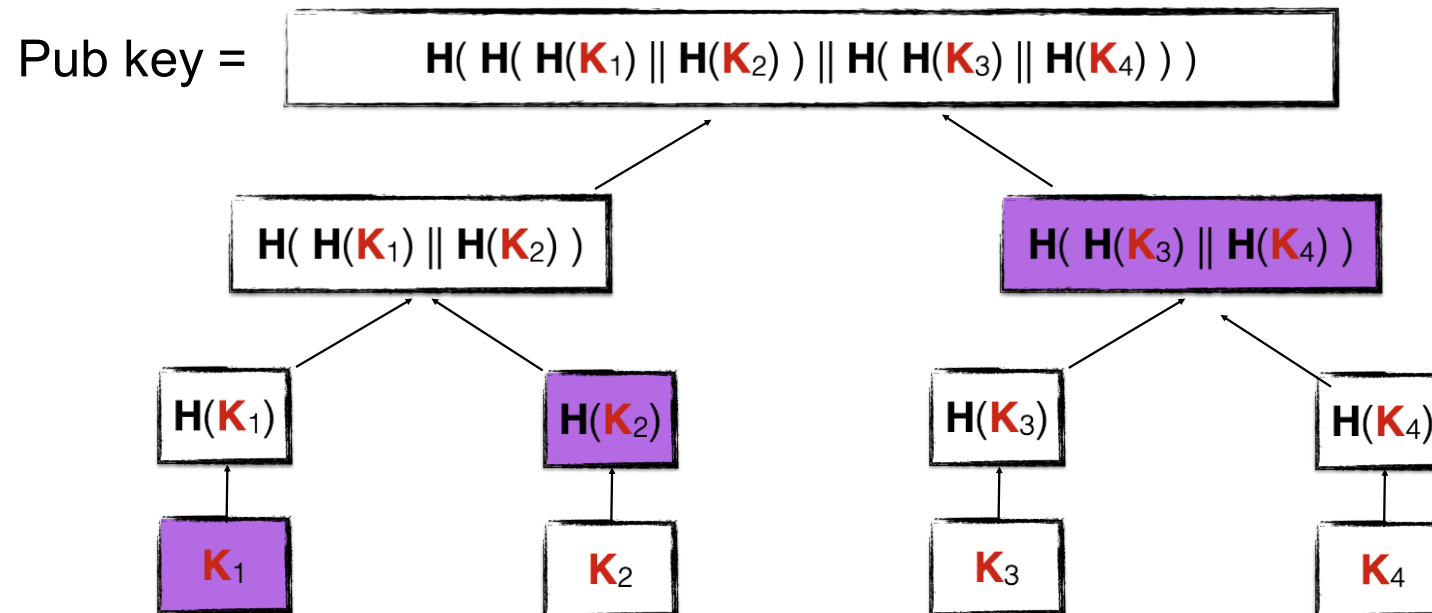 Pub key = H( H( H(K₁) || H(K₂) ) || H( H(K₃) || H(K₄) ) )
H( H(K₁) || H(K₂) ) H( H(K₃) || H(K₄) )
H(K₁) H(K₂) H(K₃) H(K₄)
K₁ K₂ K₃ K₄